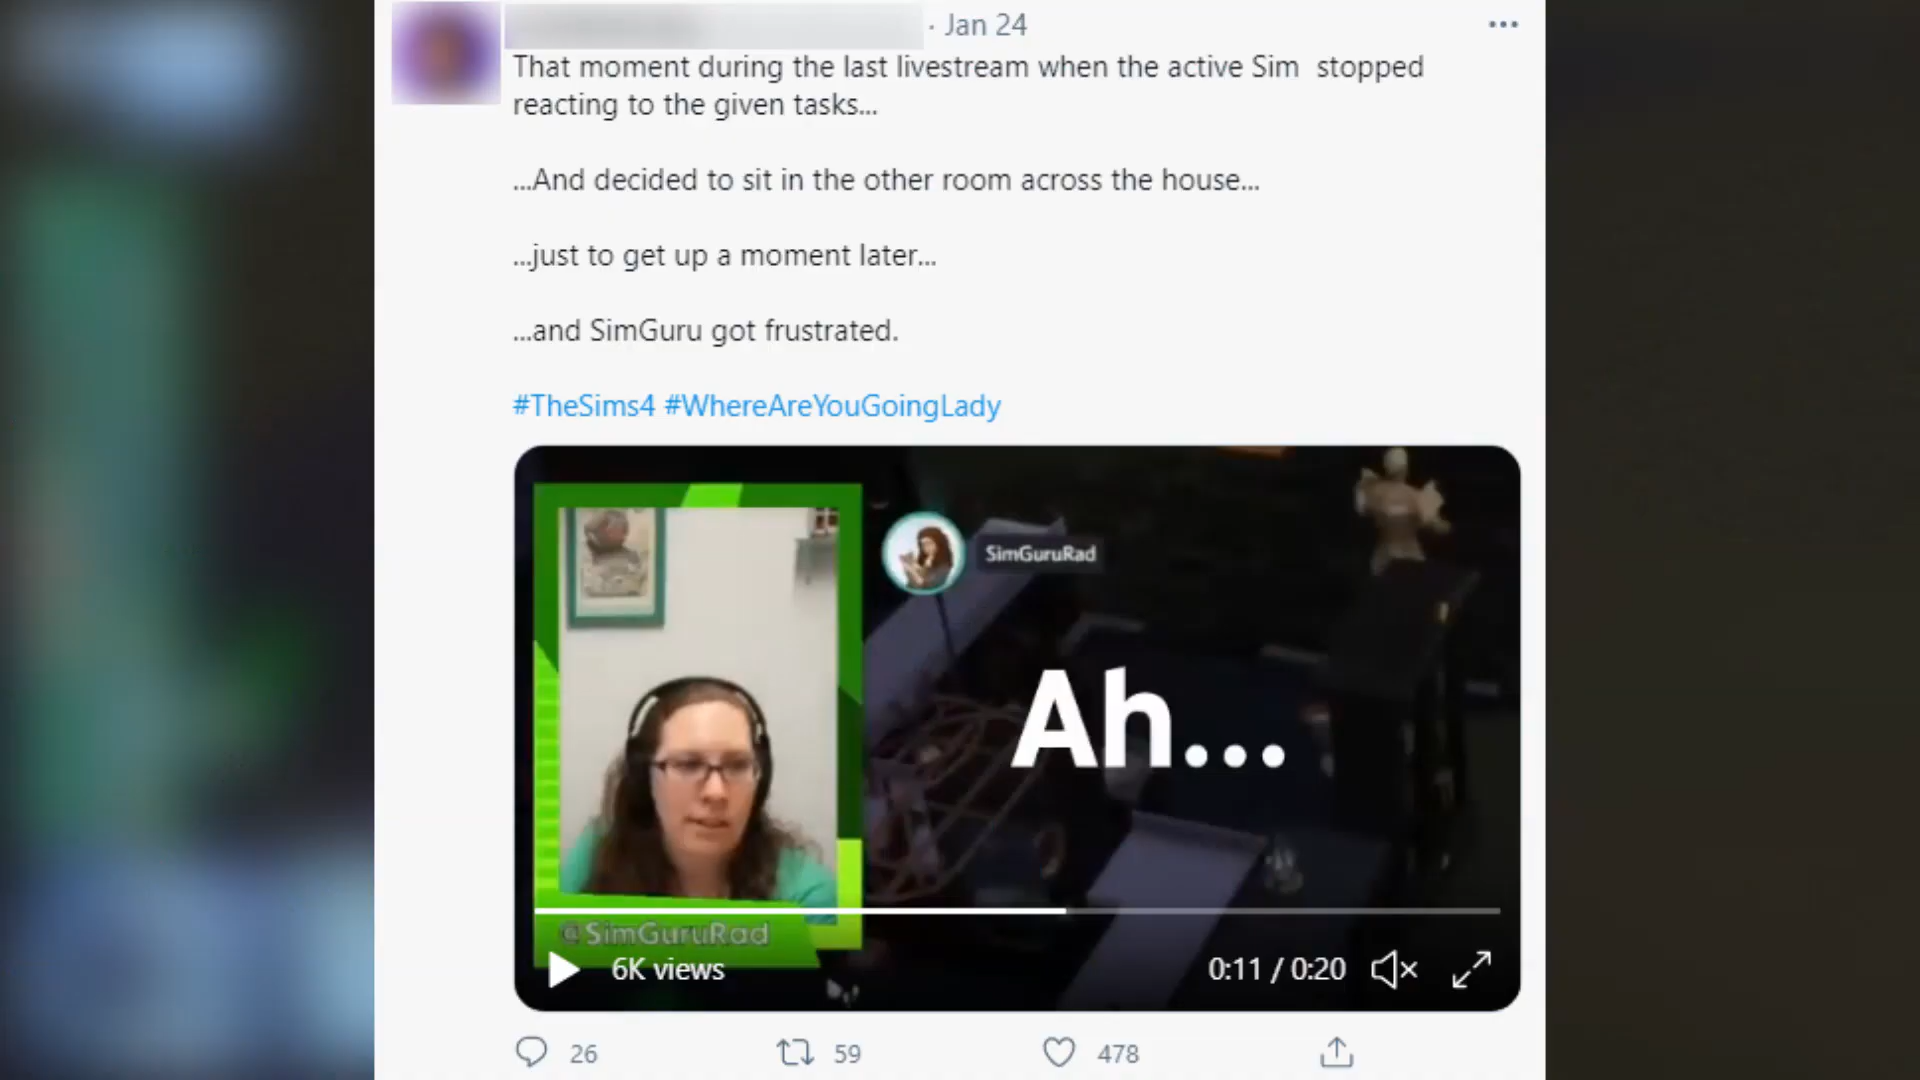 · Jan 24
That moment during the last livestream when the active Sim stopped
reacting to the given tasks...
...And decided to sit in the other room across the house...
...just to get up a moment later...
...and SimGuru got frustrated.
#TheSims4 #WhereAreYouGoingLady
SimGuruRad
Ah...
@SimGuruRad
6K views
0:11 / 0:20
26
59
478